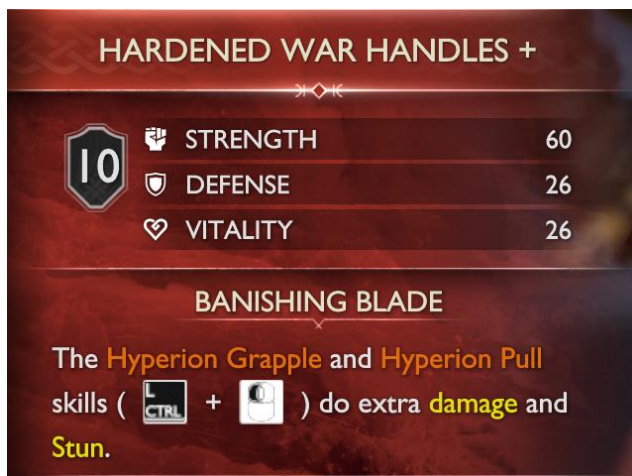 HARDENED WAR HANDLES +
10
STRENGTH 60
DEFENSE 26
VITALITY 26
BANISHING BLADE
The Hyperion Grapple and Hyperion Pull
skills ( L CTRL + ) do extra damage and
Stun.